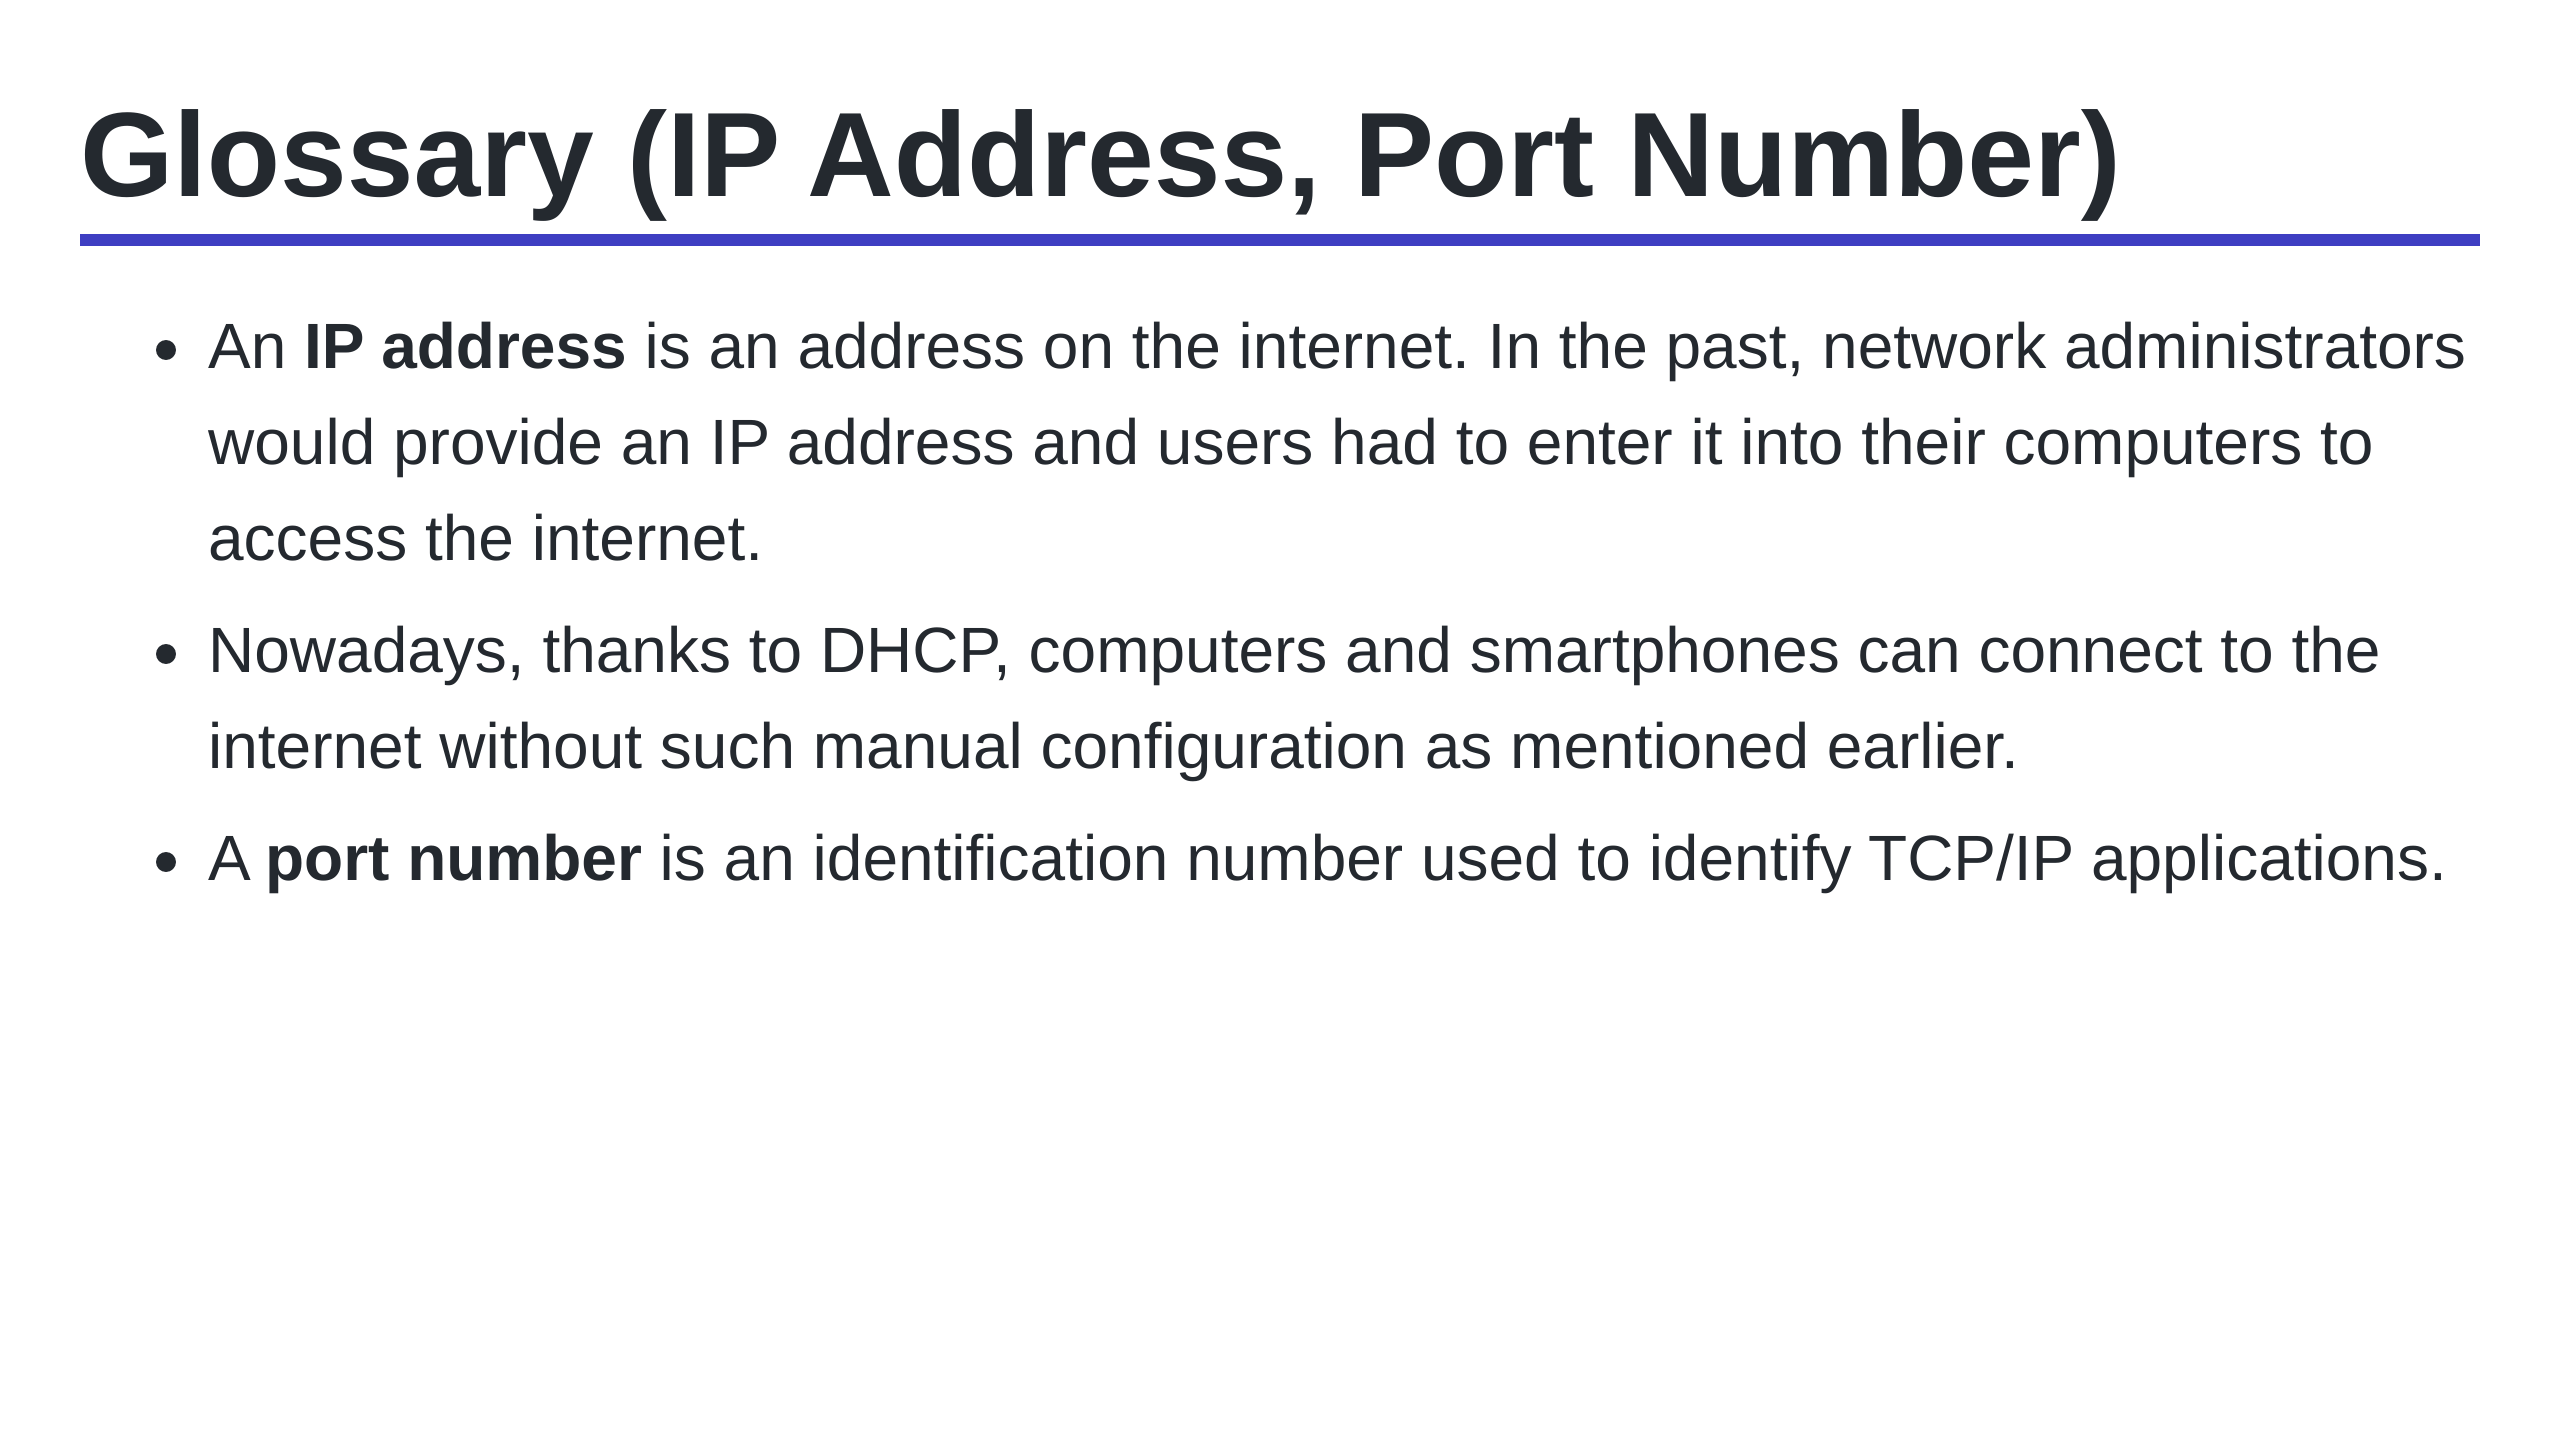 Glossary (IP Address, Port Number)
• An IP address is an address on the internet. In the past, network administrators
would provide an IP address and users had to enter it into their computers to
access the internet.
• Nowadays, thanks to DHCP, computers and smartphones can connect to the
internet without such manual configuration as mentioned earlier.
• A port number is an identification number used to identify TCP/IP applications.